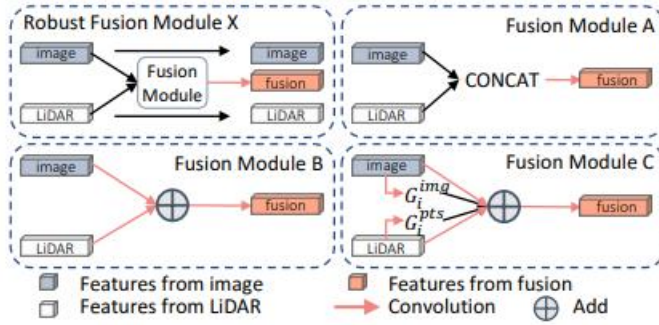 Robust Fusion Module X
image
image
Fusion
Module
fusion
LiDAR
LiDAR
Fusion Module A
image
CONCAT
fusion
LiDAR
Fusion Module B
image
fusion
LiDAR
Fusion Module C
image
G_i^{img}
fusion
G_i^{pts}
LiDAR
Features from image
Features from fusion
Features from LiDAR
Convolution
Add